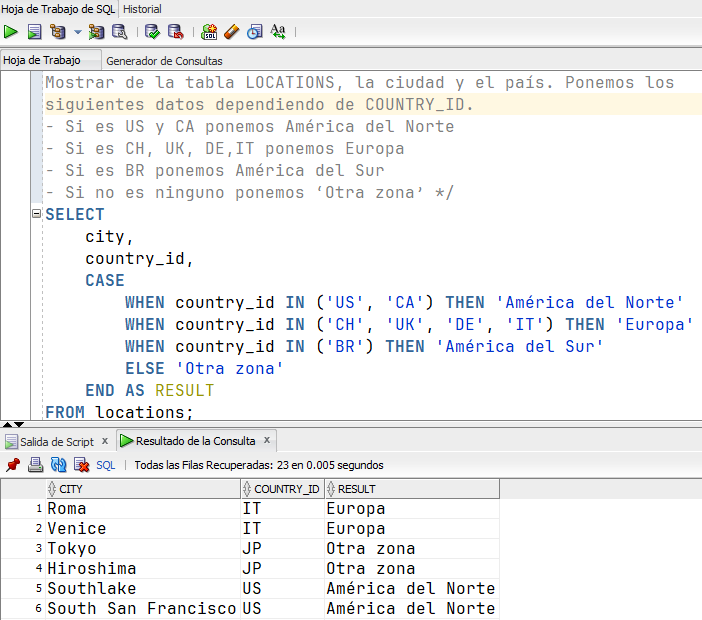 Hoja de Trabajo de SQL Historial
Hoja de Trabajo Generador de Consultas
Mostrar de la tabla LOCATIONS, la ciudad y el país. Ponemos los
siguientes datos dependiendo de COUNTRY_ID.
- Si es US y CA ponemos América del Norte
- Si es CH, UK, DE,IT ponemos Europa
- Si es BR ponemos América del Sur
- Si no es ninguno ponemos ‘Otra zona’ */
SELECT
city,
country_id,
CASE
WHEN country_id IN ('US', 'CA') THEN 'América del Norte'
WHEN country_id IN ('CH', 'UK', 'DE', 'IT') THEN 'Europa'
WHEN country_id IN ('BR') THEN 'América del Sur'
ELSE 'Otra zona'
END AS RESULT
FROM locations;
Salida de Script x Resultado de la Consulta x
SQL | Todas las Filas Recuperadas: 23 en 0.005 segundos
CITY COUNTRY_ID RESULT
1 Roma IT Europa
2 Venice IT Europa
3 Tokyo JP Otra zona
4 Hiroshima JP Otra zona
5 Southlake US América del Norte
6 South San Francisco US América del Norte